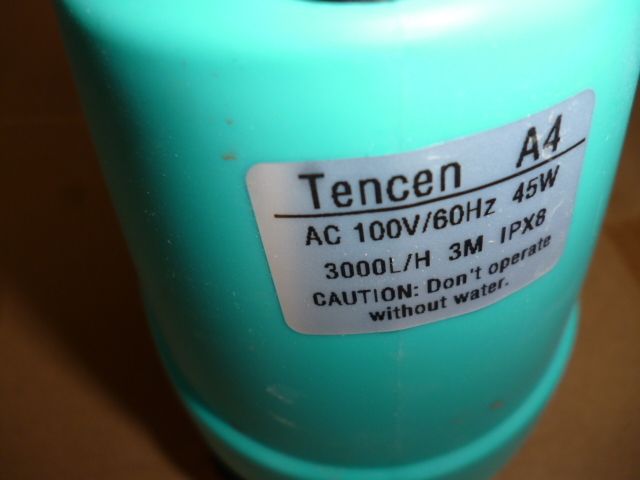 Tencen A4
AC 100V/60Hz 45W
3000L/H 3M IPX8
CAUTION: Don't operate
without water.